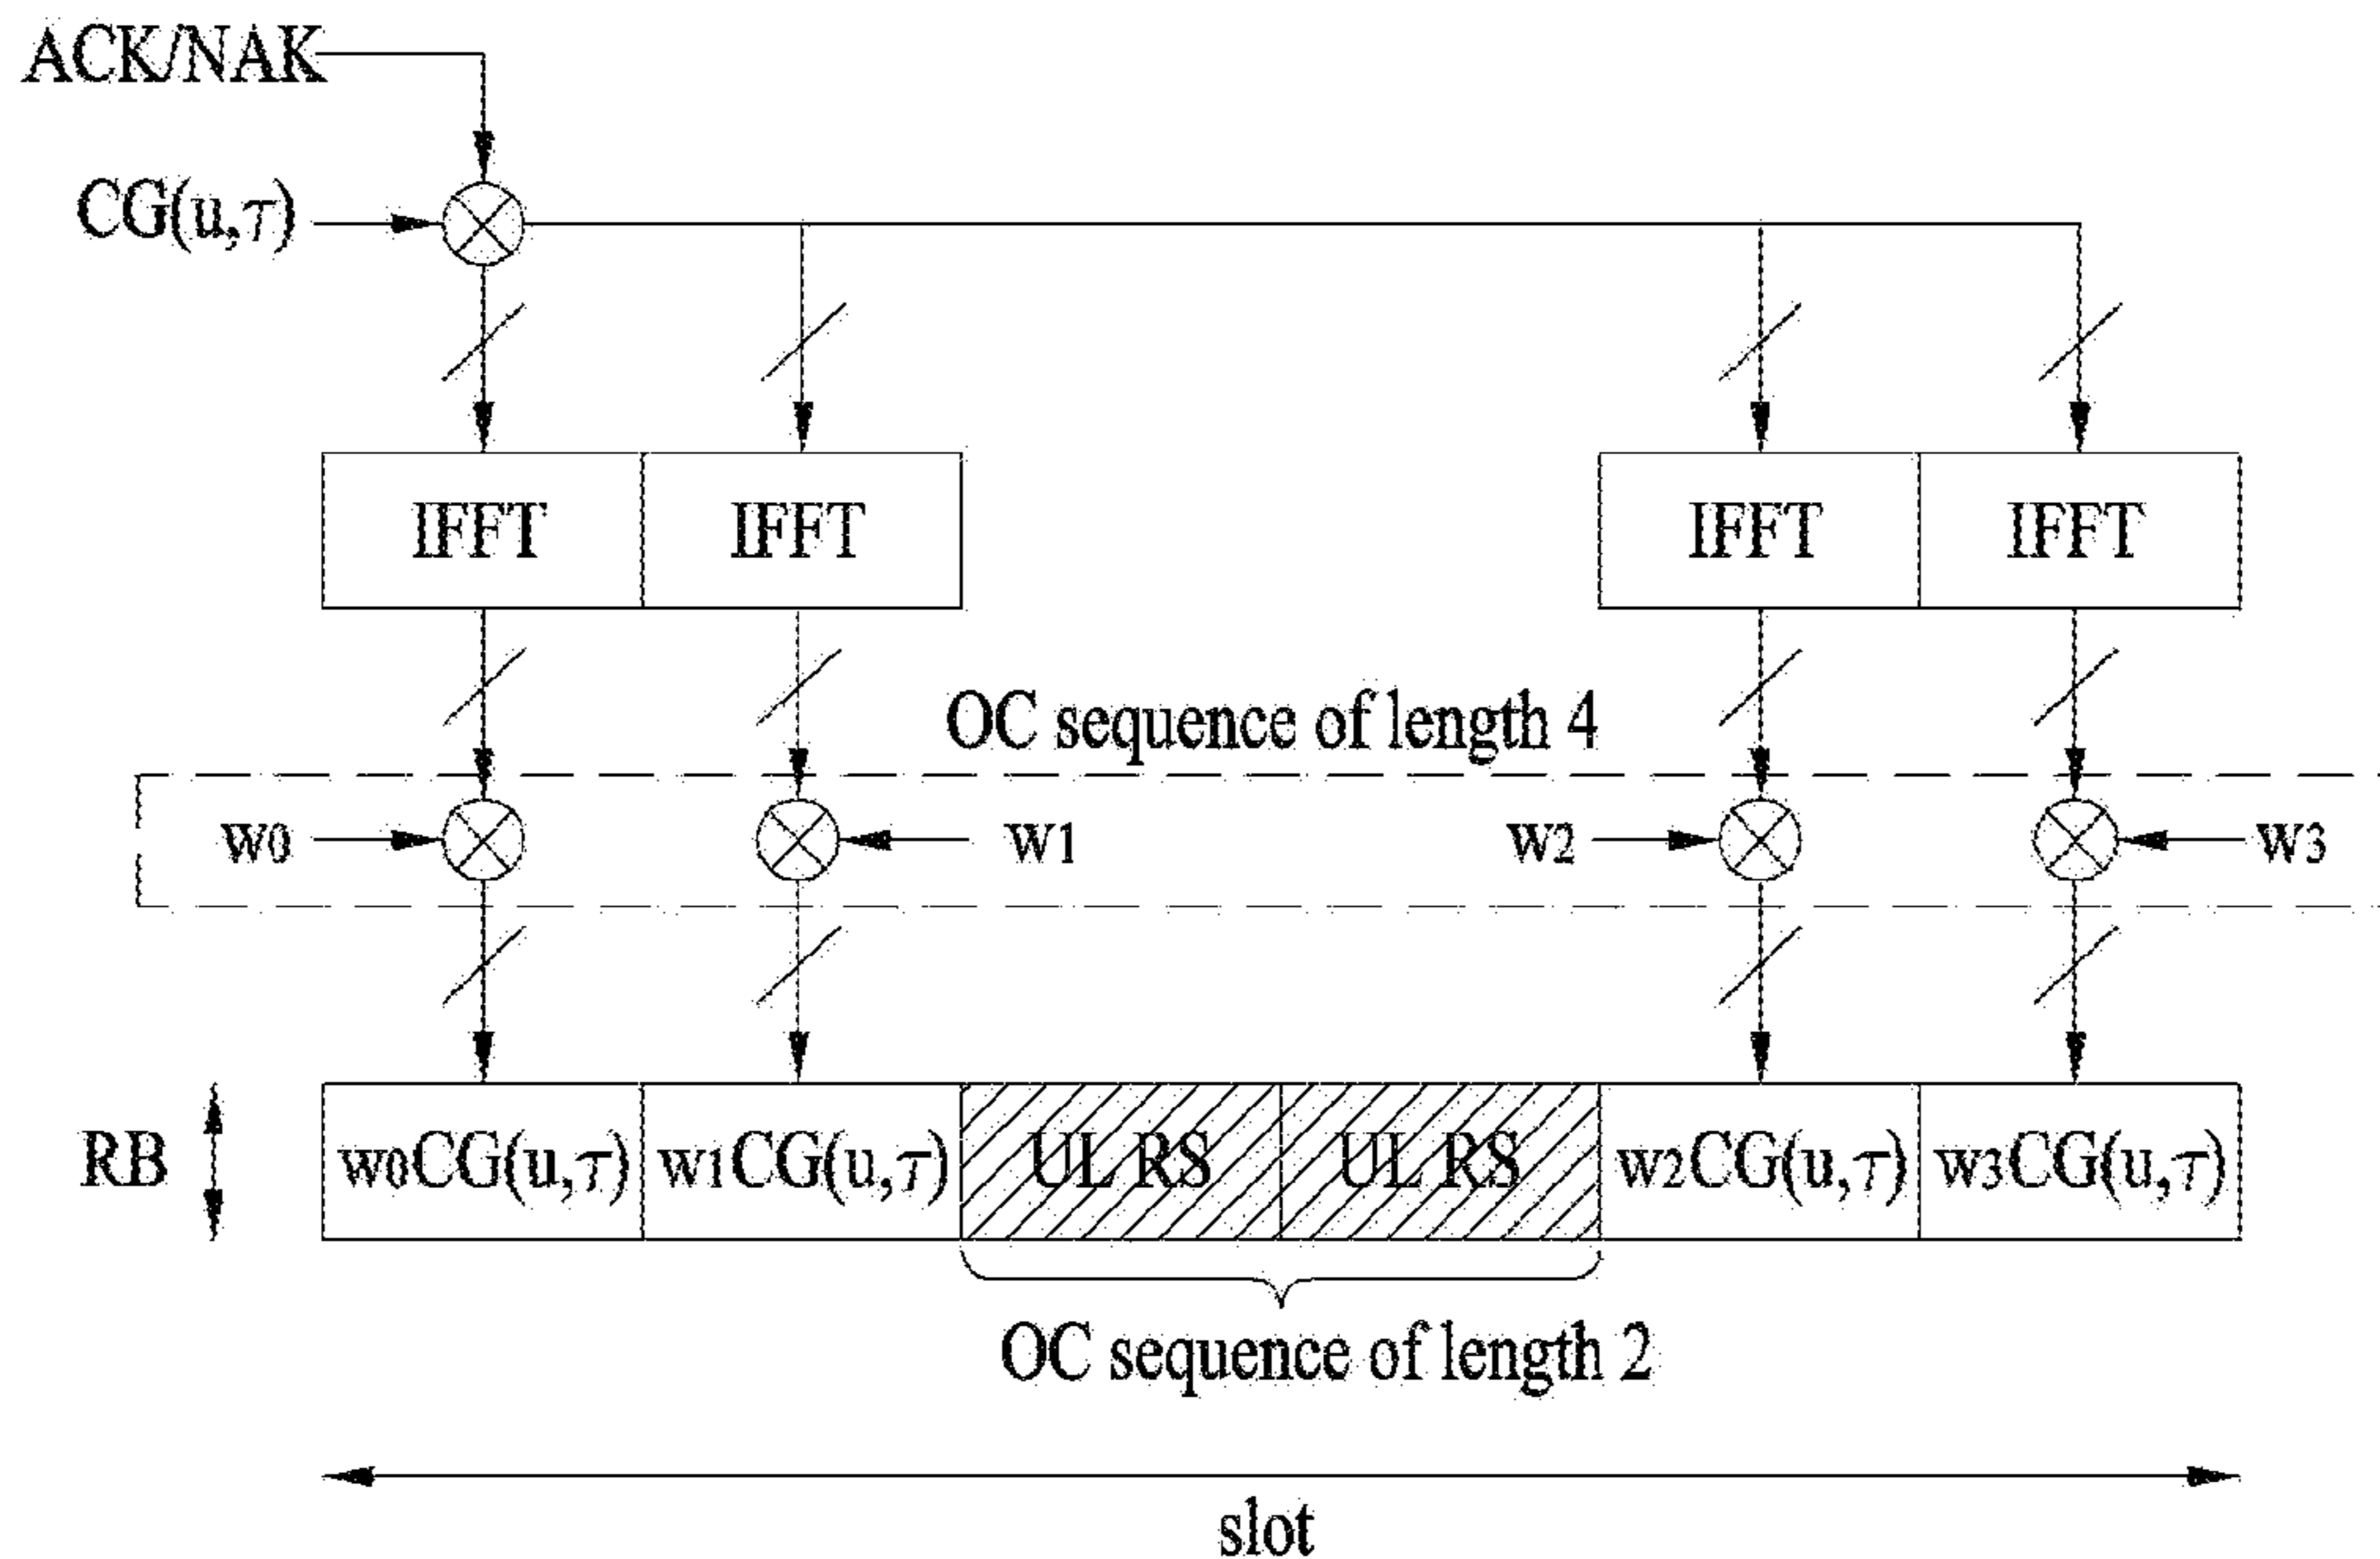 ACK/NAK
CG(u,τ)
IFFT IFFT IFFT IFFT
OC sequence of length 4
w0 w1 w2 w3
RB w0CG(u,τ) w1CG(u,τ) UL RS UL RS w2CG(u,τ) w3CG(u,τ)
OC sequence of length 2
slot